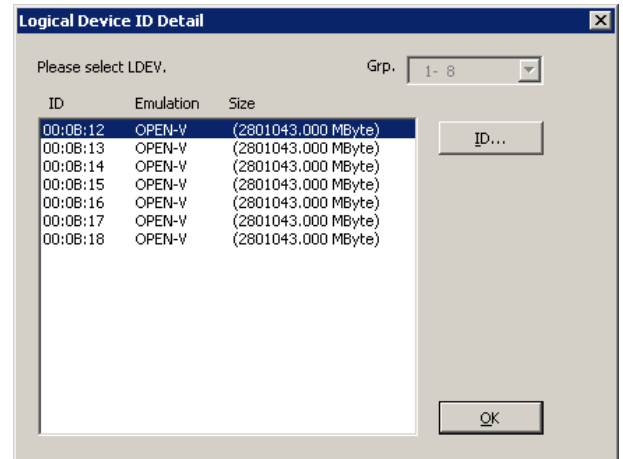 Logical Device ID Detail
Please select LDEV. Grp. 1- 8
ID Emulation Size
00:0B:12 OPEN-V (2801043.000 MByte)
ID...
00:0B:13 OPEN-V (2801043.000 MByte)
00:0B:14 OPEN-V (2801043.000 MByte)
00:0B:15 OPEN-V (2801043.000 MByte)
00:0B:16 OPEN-V (2801043.000 MByte)
00:0B:17 OPEN-V (2801043.000 MByte)
00:0B:18 OPEN-V (2801043.000 MByte)
OK